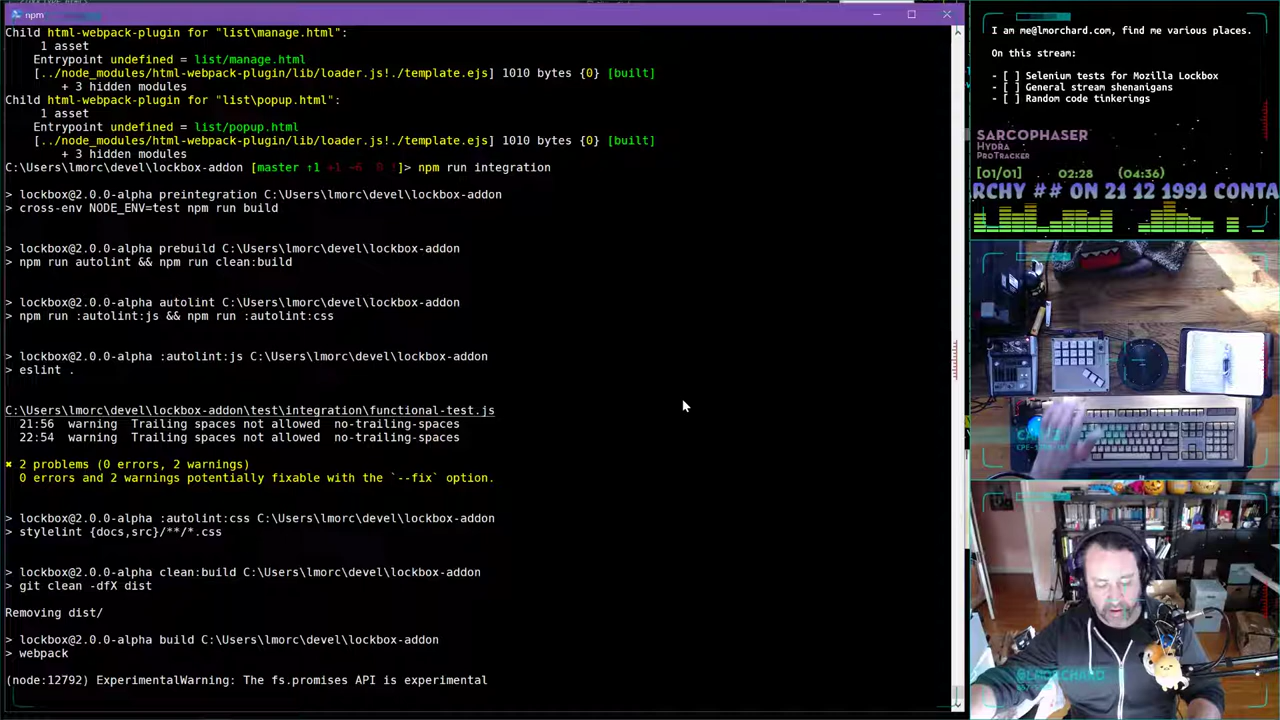 npm
Child html-webpack-plugin for "list\manage.html":
1 asset
Entrypoint undefined = list/manage.html
[../node_modules/html-webpack-plugin/lib/loader.js!./template.ejs] 1010 bytes {0} [built]
+ 3 hidden modules
Child html-webpack-plugin for "list\popup.html":
1 asset
Entrypoint undefined = list/popup.html
[../node_modules/html-webpack-plugin/lib/loader.js!./template.ejs] 1010 bytes {0} [built]
+ 3 hidden modules
C:\Users\lmorc\devel\lockbox-addon [master ↑1 +1 ~6 0 !]> npm run integration
> lockbox@2.0.0-alpha preintegration C:\Users\lmorc\devel\lockbox-addon
> cross-env NODE_ENV=test npm run build
> lockbox@2.0.0-alpha prebuild C:\Users\lmorc\devel\lockbox-addon
> npm run autolint && npm run clean:build
> lockbox@2.0.0-alpha autolint C:\Users\lmorc\devel\lockbox-addon
> npm run :autolint:js && npm run :autolint:css
> lockbox@2.0.0-alpha :autolint:js C:\Users\lmorc\devel\lockbox-addon
> eslint .
C:\Users\lmorc\devel\lockbox-addon\test\integration\functional-test.js
21:56 warning Trailing spaces not allowed no-trailing-spaces
22:54 warning Trailing spaces not allowed no-trailing-spaces
✖ 2 problems (0 errors, 2 warnings)
0 errors and 2 warnings potentially fixable with the `--fix` option.
> lockbox@2.0.0-alpha :autolint:css C:\Users\lmorc\devel\lockbox-addon
> stylelint {docs,src}/**/*.css
> lockbox@2.0.0-alpha clean:build C:\Users\lmorc\devel\lockbox-addon
> git clean -dfX dist
Removing dist/
> lockbox@2.0.0-alpha build C:\Users\lmorc\devel\lockbox-addon
> webpack
(node:12792) ExperimentalWarning: The fs.promises API is experimental
I am me@lmorchard.com, find me various places.
On this stream:
- [ ] Selenium tests for Mozilla Lockbox
- [ ] General stream shenanigans
- [ ] Random code tinkerings
SARCOPHASER
HYDRA
PROTRACKER
[01/01] 02:28 (04:36)
RCHY ## ON 21 12 1991 CONTA
@LMORCHARD